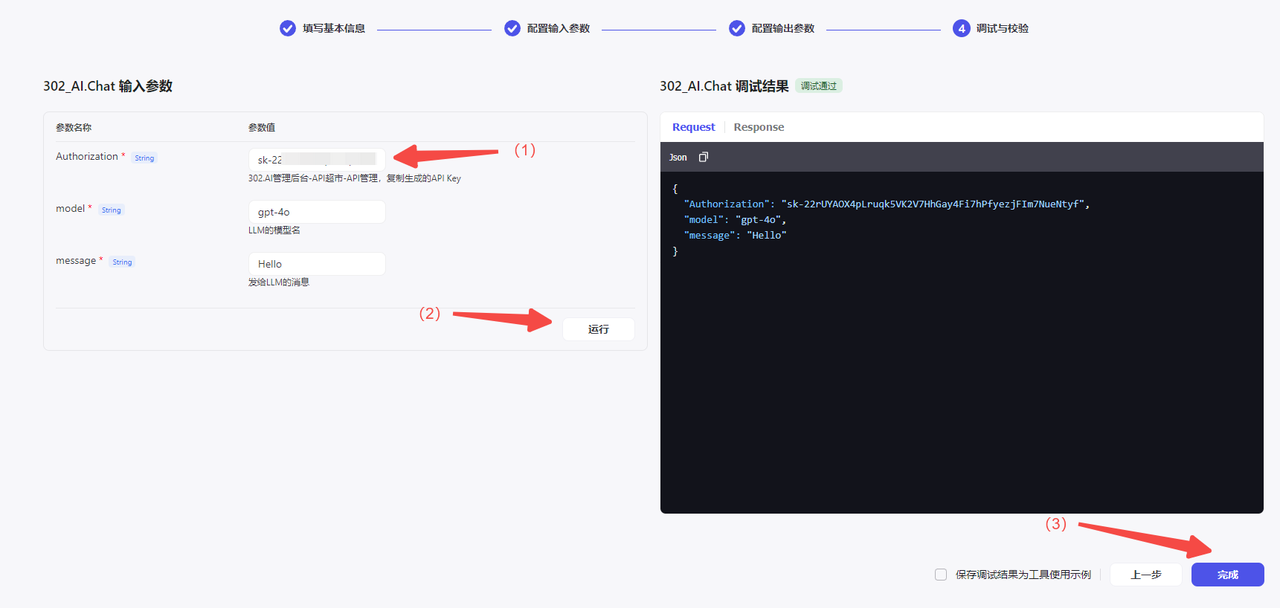 填写基本信息
配置输入参数
配置输出参数
4 调试与校验
302_AI.Chat 输入参数
参数名称 参数值
Authorization * String
sk-22
302.AI管理后台-API超市-API管理，复制生成的API Key
(1)
model * String
gpt-4o
LLM的模型名
message * String
Hello
发给LLM的消息
(2)
运行
302_AI.Chat 调试结果 调试通过
Request Response
Json
{
"Authorization": "sk-22rUYAOX4pLruqk5VK2V7HhGay4Fi7hPfyezjFIm7NueNtyf",
"model": "gpt-4o",
"message": "Hello"
}
(3)
保存调试结果为工具使用示例
上一步
完成